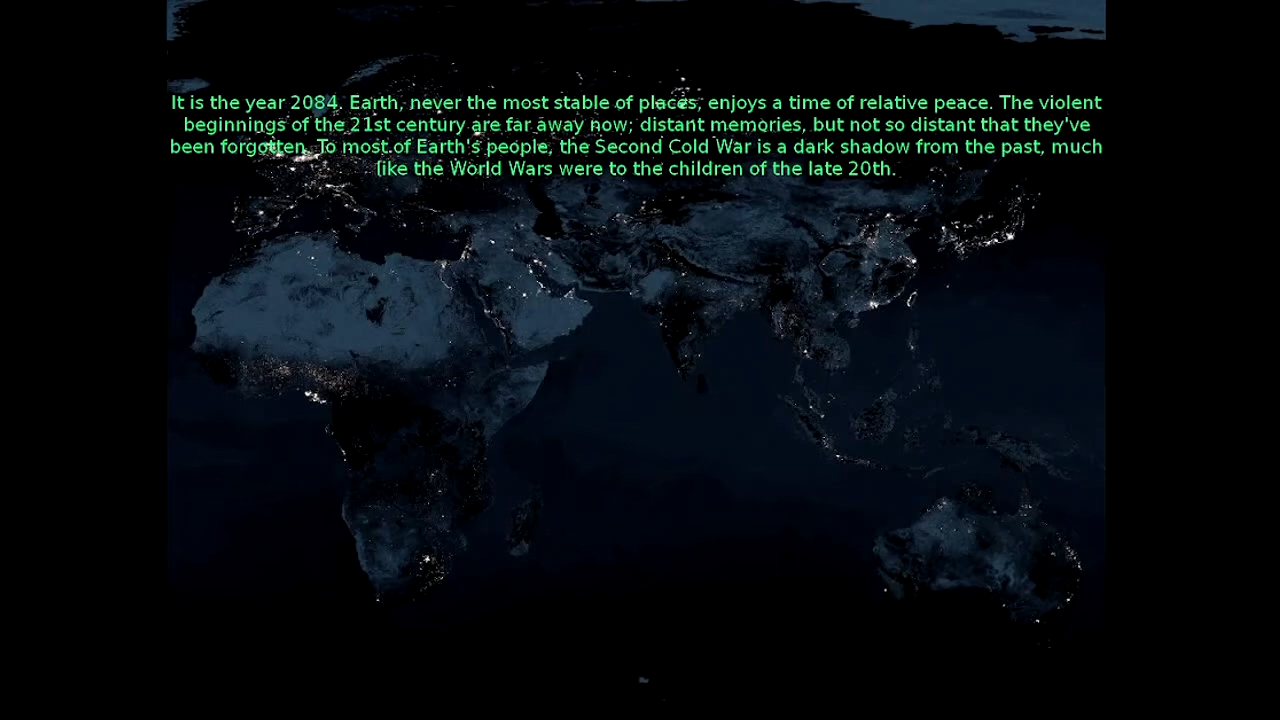 It is the year 2084. Earth, never the most stable of places, enjoys a time of relative peace. The violent
beginnings of the 21st century are far away now; distant memories, but not so distant that they've
been forgotten. To most of Earth's people, the Second Cold War is a dark shadow from the past, much
like the World Wars were to the children of the late 20th.